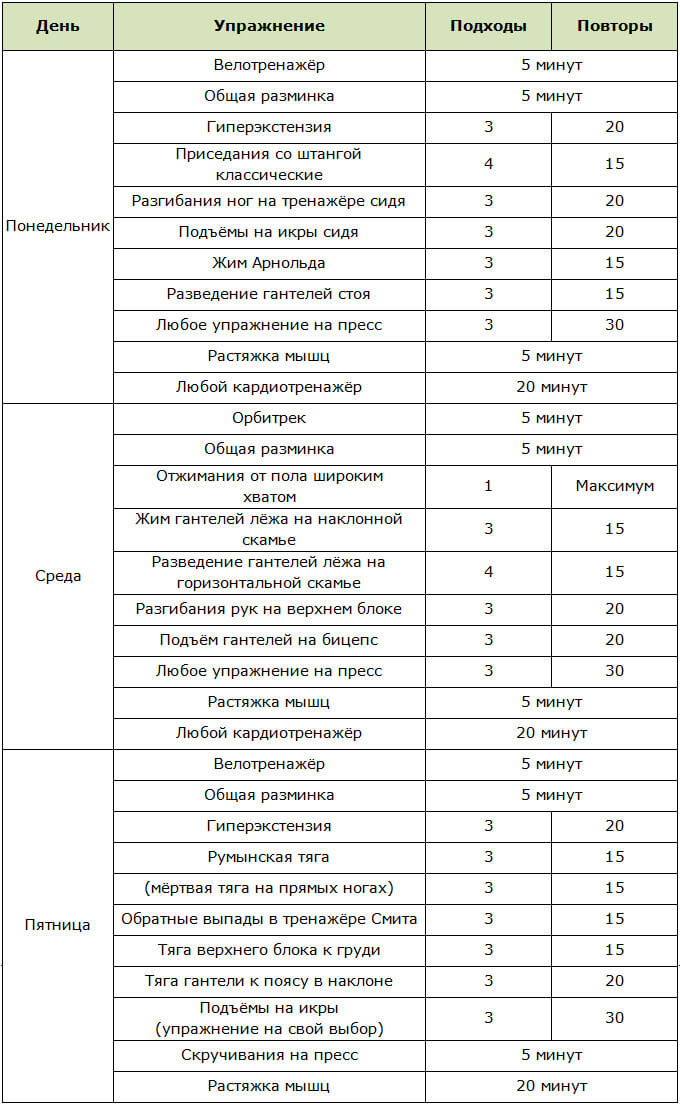 День Упражнение Подходы Повторы
Понедельник
Велотренажёр 5 минут
Общая разминка 5 минут
Гиперэкстензия 3 20
Приседания со штангой
классические 4 15
Разгибания ног на тренажёре сидя 3 20
Подъёмы на икры сидя 3 20
Жим Арнольда 3 15
Разведение гантелей стоя 3 15
Любое упражнение на пресс 3 30
Растяжка мышц 5 минут
Любой кардиотренажёр 20 минут
Среда
Орбитрек 5 минут
Общая разминка 5 минут
Отжимания от пола широким
хватом 1 Максимум
Жим гантелей лёжа на наклонной
скамье 3 15
Разведение гантелей лёжа на
горизонтальной скамье 4 15
Разгибания рук на верхнем блоке 3 20
Подъём гантелей на бицепс 3 20
Любое упражнение на пресс 3 30
Растяжка мышц 5 минут
Любой кардиотренажёр 20 минут
Пятница
Велотренажёр 5 минут
Общая разминка 5 минут
Гиперэкстензия 3 20
Румынская тяга 3 15
(мёртвая тяга на прямых ногах) 3 15
Обратные выпады в тренажёре Смита 3 15
Тяга верхнего блока к груди 3 15
Тяга гантели к поясу в наклоне 3 20
Подъёмы на икры
(упражнение на свой выбор) 3 30
Скручивания на пресс 5 минут
Растяжка мышц 20 минут